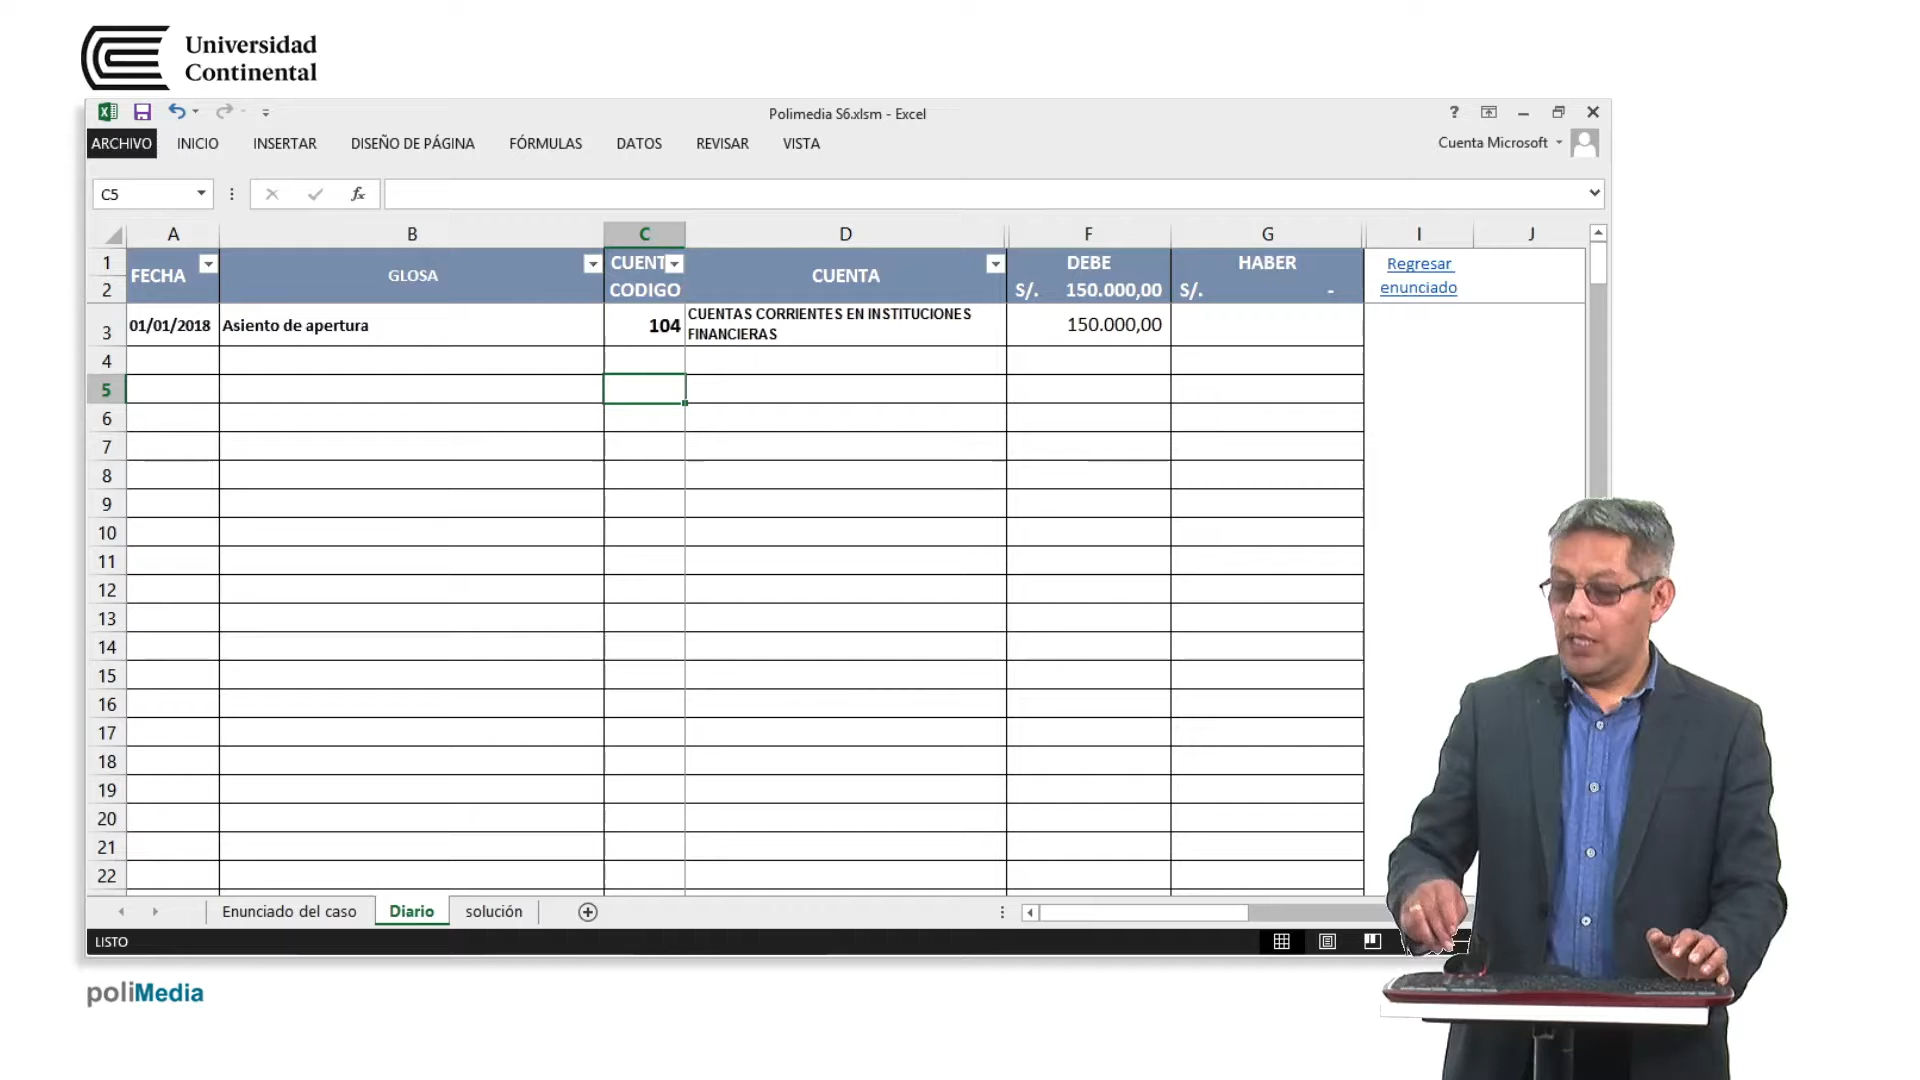 Universidad
Continental
Polimedia S6.xlsm - Excel
?
ARCHIVO INICIO INSERTAR DISEÑO DE PÁGINA FÓRMULAS DATOS REVISAR VISTA Cuenta Microsoft
C5 fx
A B C D F G I J
1 FECHA GLOSA CUENT CUENTA DEBE HABER Regresar
2 CODIGO S/. 150.000,00 S/. - enunciado
3 01/01/2018 Asiento de apertura 104 CUENTAS CORRIENTES EN INSTITUCIONES FINANCIERAS 150.000,00
4
5
6
7
8
9
10
11
12
13
14
15
16
17
18
19
20
21
22
Enunciado del caso Diario solución
LISTO
poliMedia